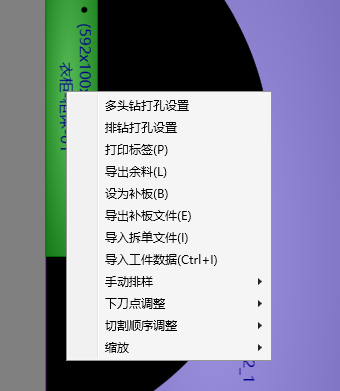 (592x100
衣柜
多头钻打孔设置
排钻打孔设置
打印标签(P)
导出余料(L)
设为补板(B)
导出补板文件(E)
导入拆单文件(I)
导入工件数据(Ctrl+I)
手动排样
下刀点调整
切割顺序调整
缩放
2_1